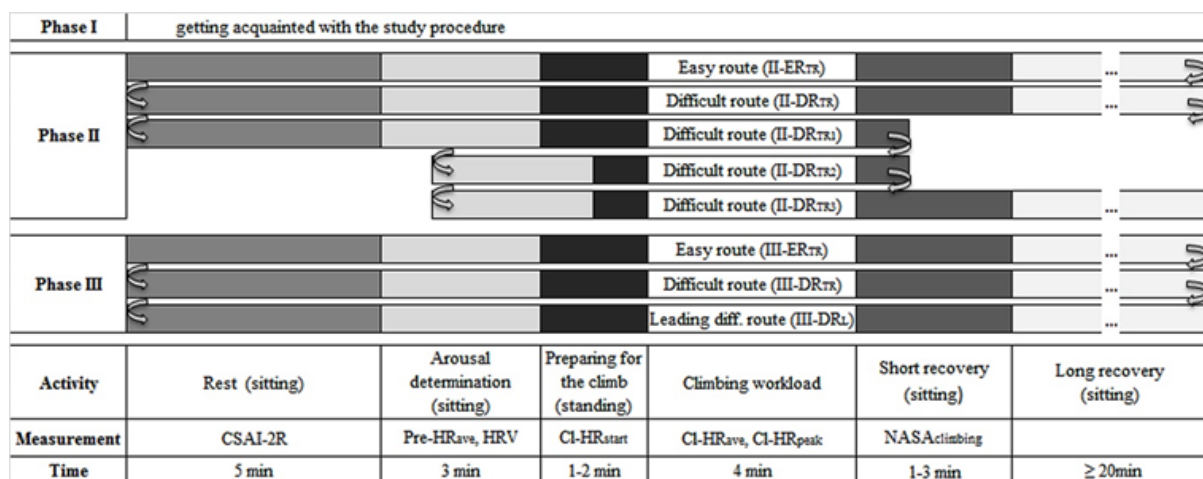 Phase I getting acquainted with the study procedure
Easy route (II-ERTR) ...
Difficult route (II-DRTR) ...
Phase II Difficult route (II-DRTR1)
Difficult route (II-DRTR2)
Difficult route (II-DRTR3) ...
Easy route (III-ERTR) ...
Phase III Difficult route (III-DRTR) ...
Leading diff. route (III-DRL) ...
Activity Rest (sitting) Arousal determination (sitting) Preparing for the climb (standing) Climbing workload Short recovery (sitting) Long recovery (sitting)
Measurement CSAI-2R Pre-HRave, HRV Cl-HRstart Cl-HRave, Cl-HRpeak NASAclimbing
Time 5 min 3 min 1-2 min 4 min 1-3 min ≥ 20min